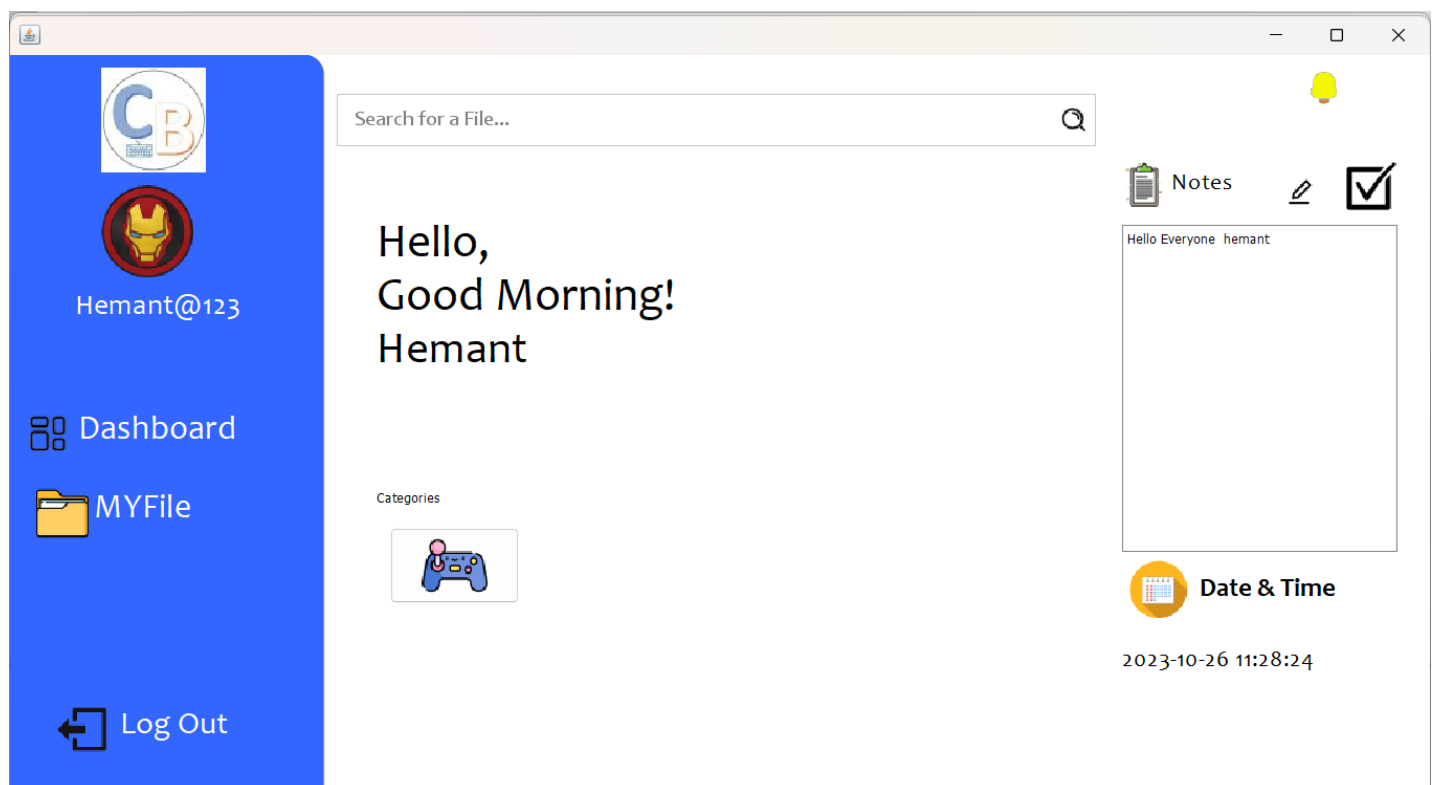 CB
Hemant@123
Dashboard
MYFile
Log Out
Search for a File...
Hello,
Good Morning!
Hemant
Categories
Notes
Hello Everyone  hemant
Date & Time
2023-10-26 11:28:24